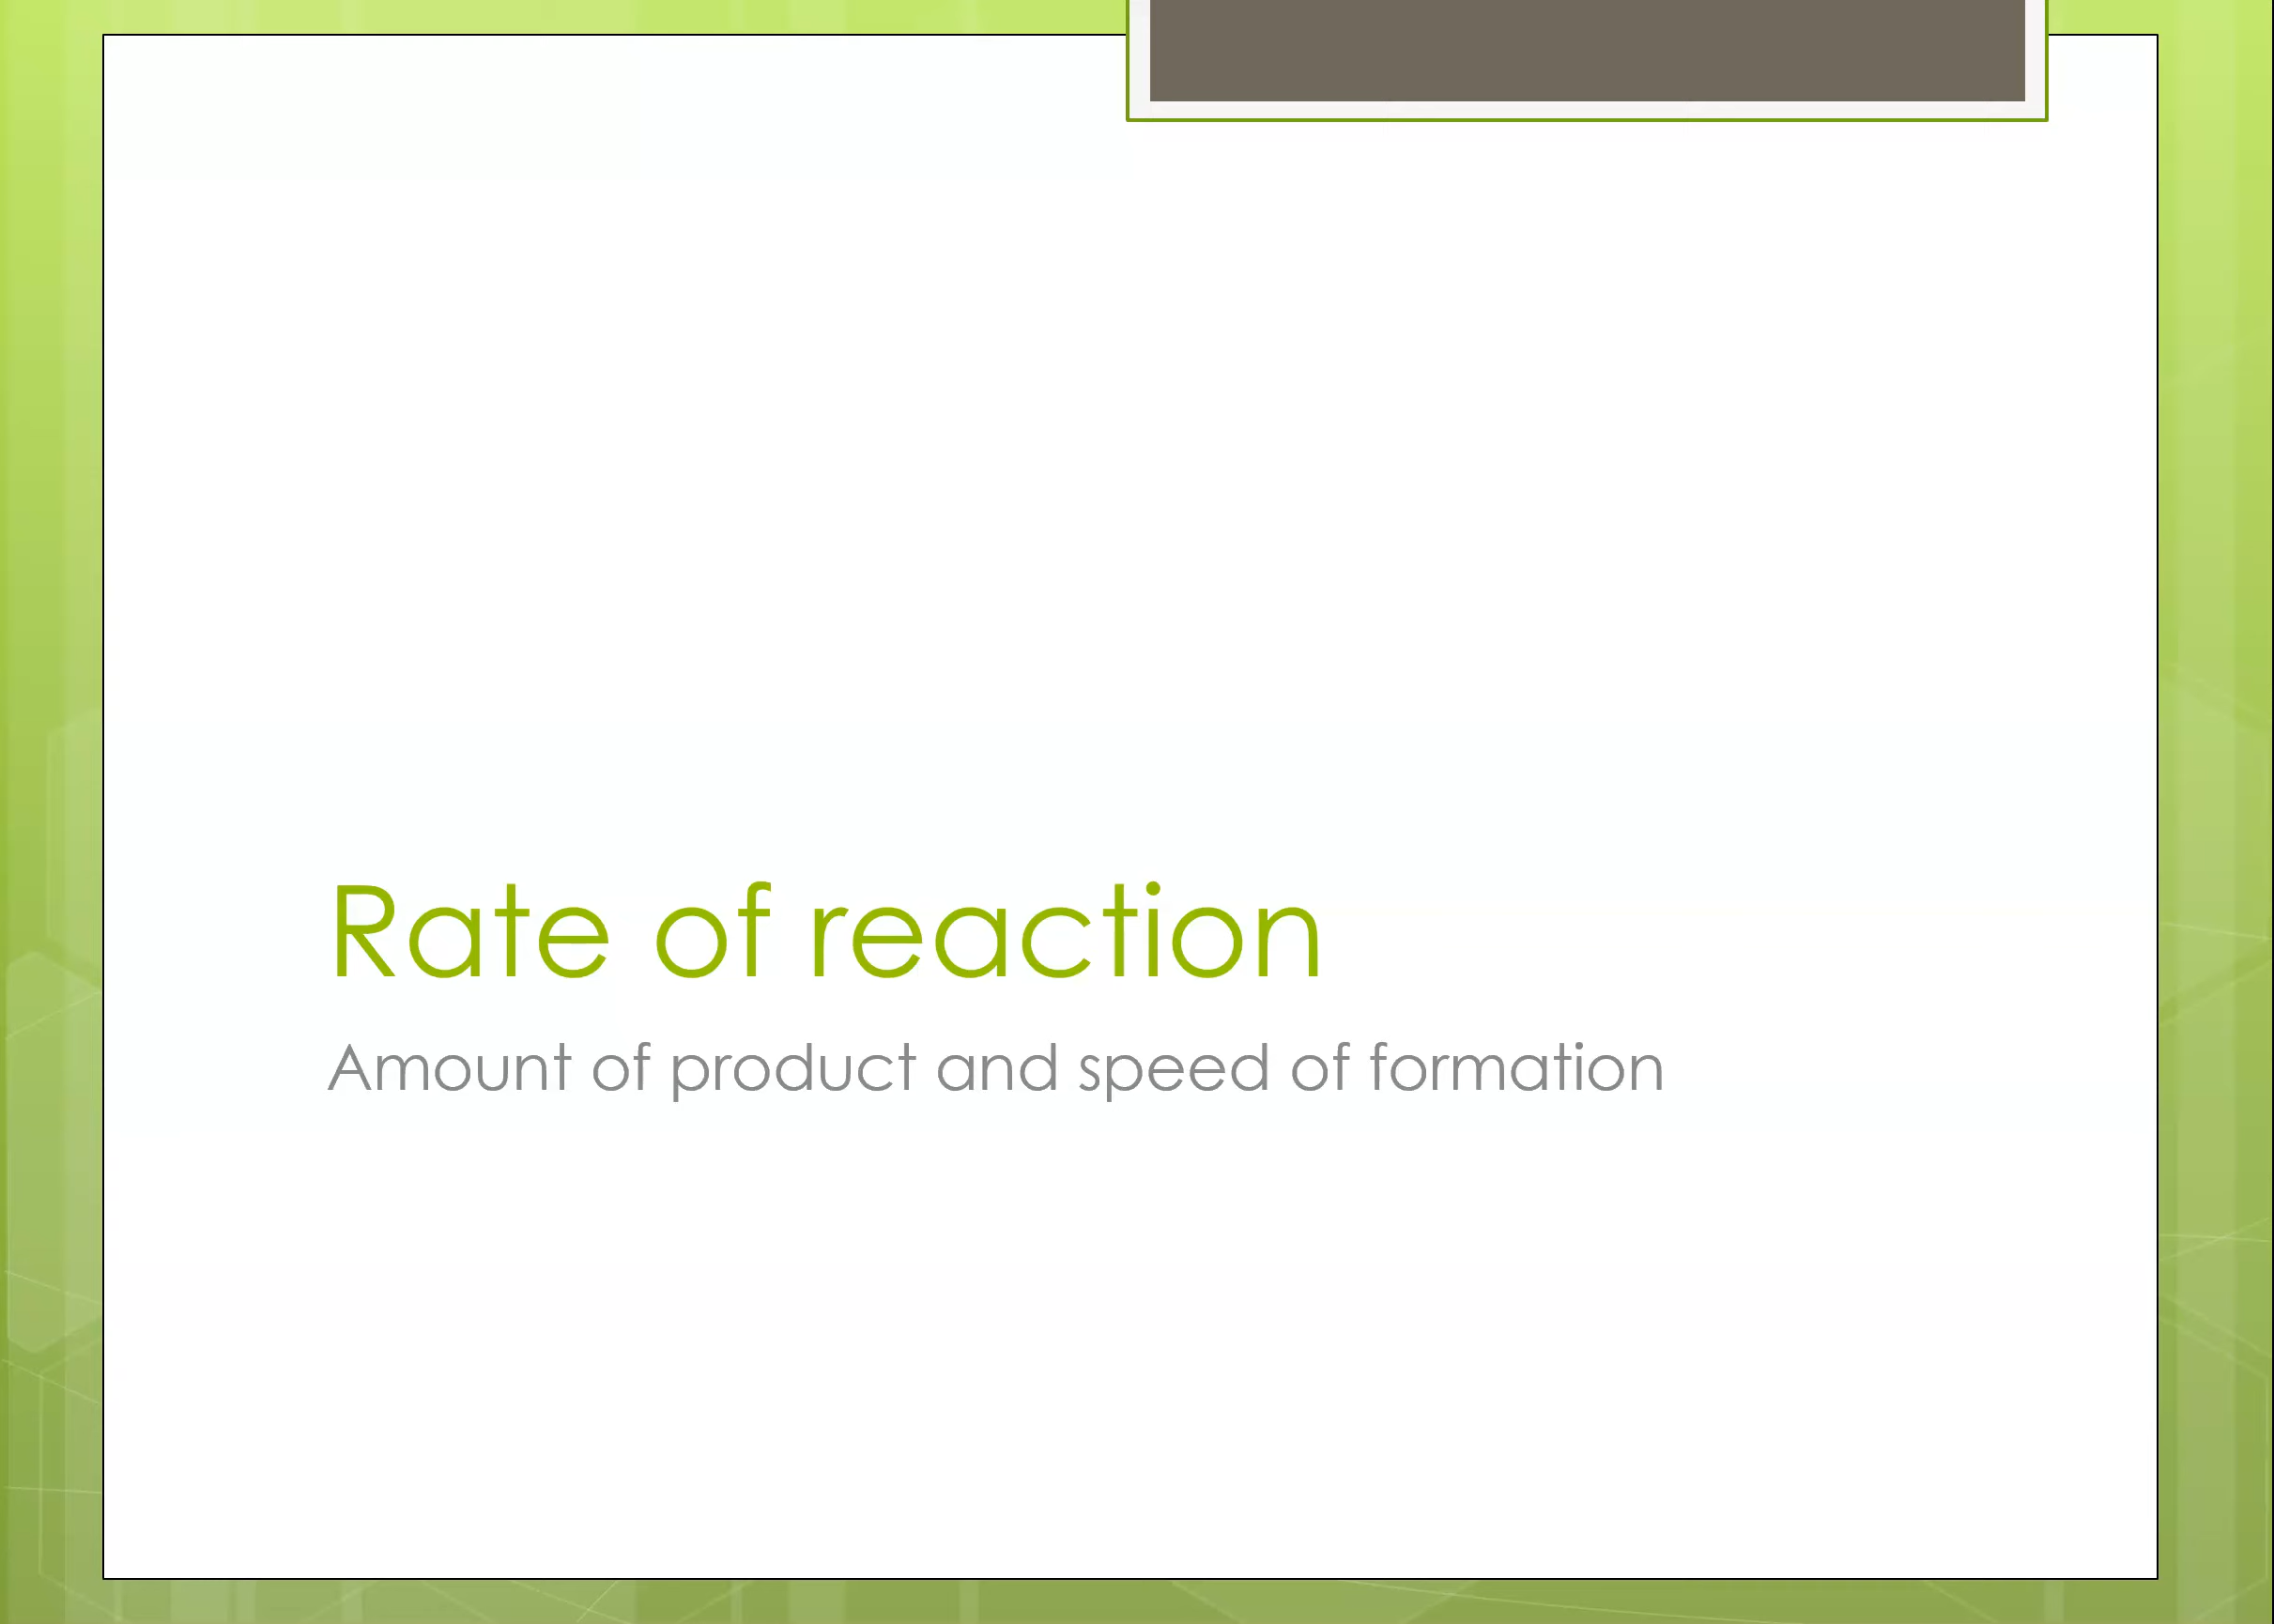 Rate of reaction
Amount of product and speed of formation